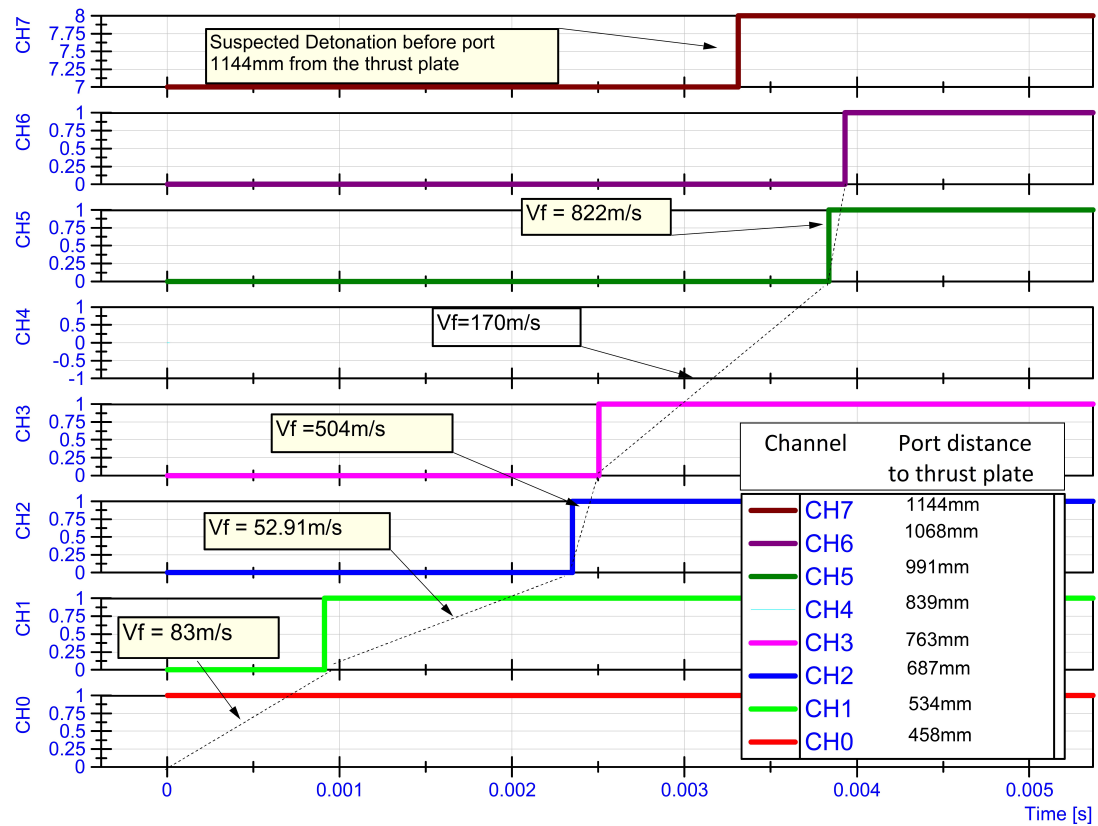 CH7
8
7.75
7.5
7.25
7
Suspected Detonation before port
1144mm from the thrust plate
CH6
1
0.75
0.5
0.25
0
CH5
1
0.75
0.5
0.25
0
Vf = 822m/s
CH4
1
0.5
0
-0.5
-1
Vf=170m/s
CH3
1
0.75
0.5
0.25
0
Vf =504m/s
CH2
1
0.75
0.5
0.25
0
Vf = 52.91m/s
CH1
1
0.75
0.5
0.25
0
Vf = 83m/s
CH0
1
0.75
0.5
0.25
0
Channel Port distance
to thrust plate
CH7 1144mm
CH6 1068mm
CH5 991mm
CH4 839mm
CH3 763mm
CH2 687mm
CH1 534mm
CH0 458mm
0 0.001 0.002 0.003 0.004 0.005
Time [s]